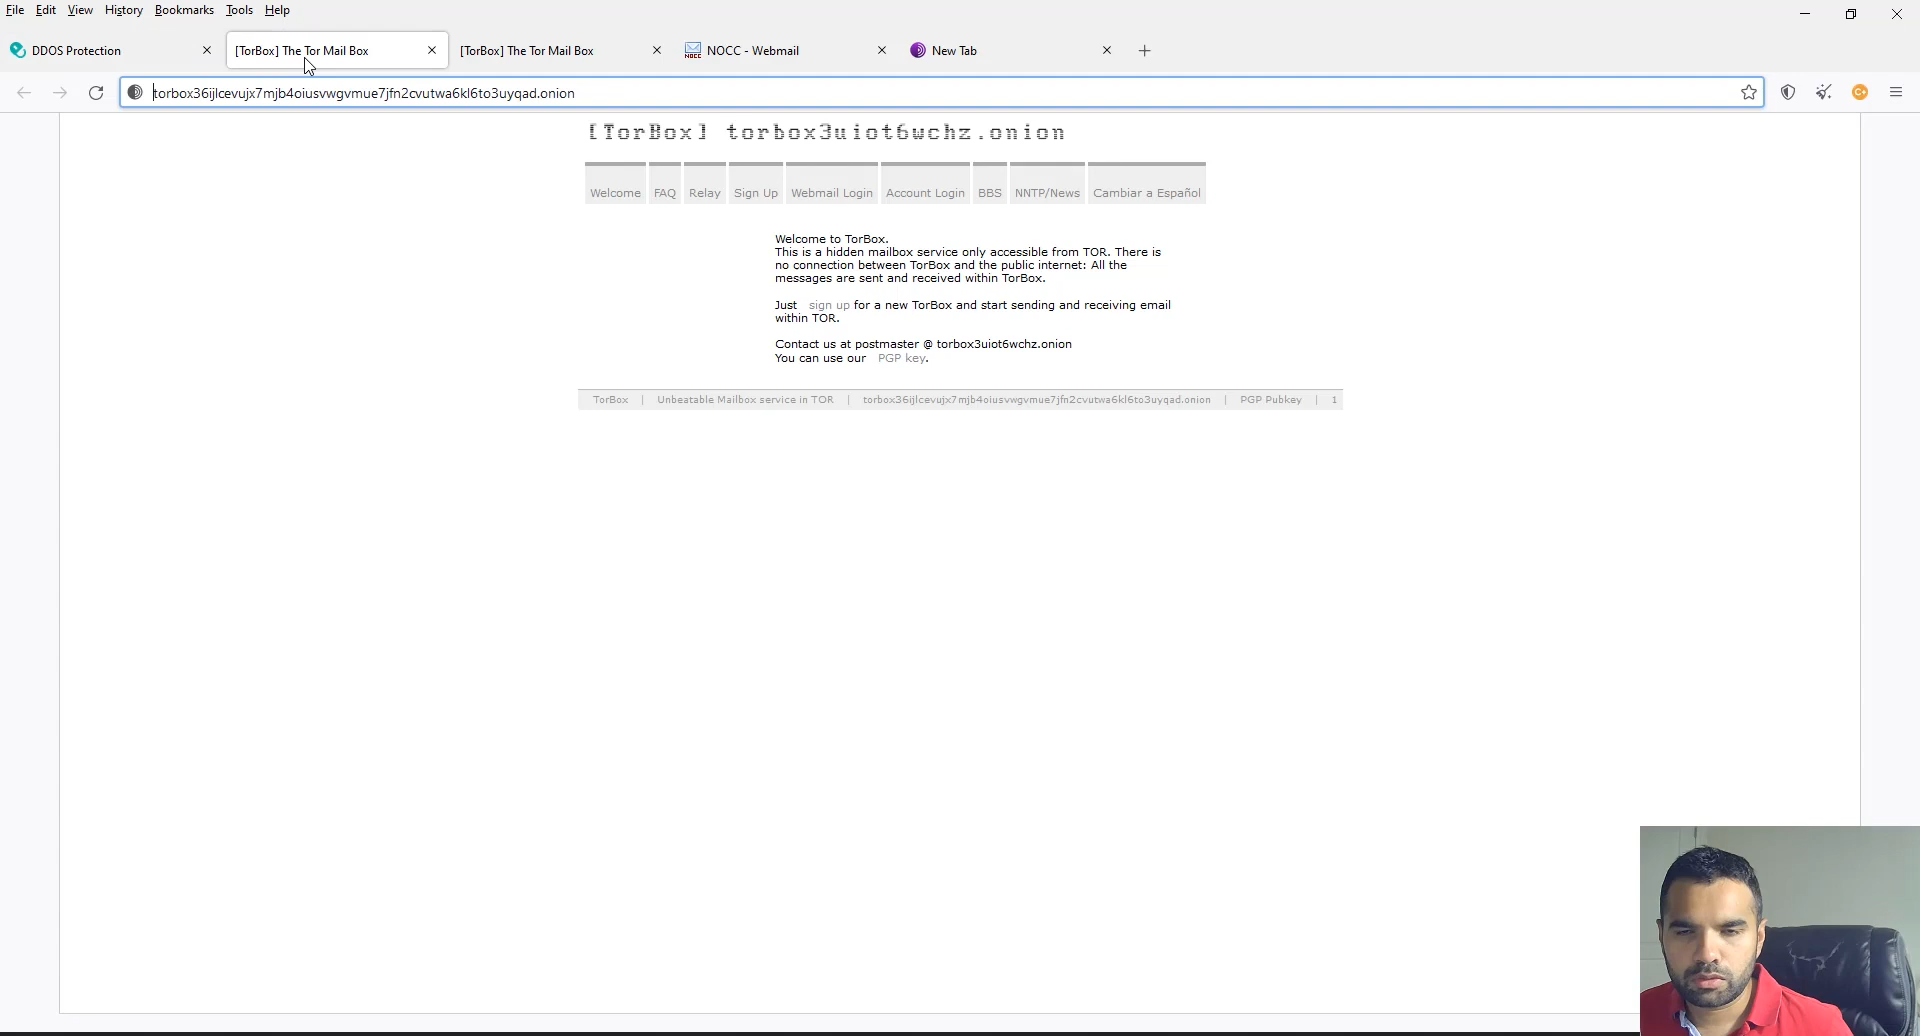 File Edit View History Bookmarks Tools Help
DDOS Protection [TorBox] The Tor Mail Box [TorBox] The Tor Mail Box NOCC - Webmail New Tab
torbox36ijlcevujx7mjb4oiusvwgvmue7jfn2cvutwa6kl6to3uyqad.onion
[TorBox] torbox3uiot6wchz.onion
Welcome FAQ Relay Sign Up Webmail Login Account Login BBS NNTP/News Cambiar a Español
Welcome to TorBox.
This is a hidden mailbox service only accessible from TOR. There is
no connection between TorBox and the public internet: All the
messages are sent and received within TorBox.
Just sign up for a new TorBox and start sending and receiving email
within TOR.
Contact us at postmaster @ torbox3uiot6wchz.onion
You can use our PGP key.
TorBox | Unbeatable Mailbox service in TOR | torbox36ijlcevujx7mjb4oiusvwgvmue7jfn2cvutwa6kl6to3uyqad.onion | PGP Pubkey | 1